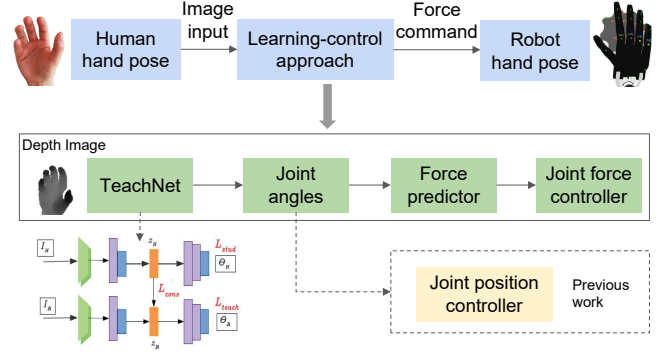 Image
input
Force
command
Human
hand pose
Learning-control
approach
Robot
hand pose
Depth Image
TeachNet
Joint
angles
Force
predictor
Joint force
controller
I_H
z_H
L_stud
Θ_H
L_cons
I_R
z_R
L_teach
Θ_R
Joint position
controller
Previous
work